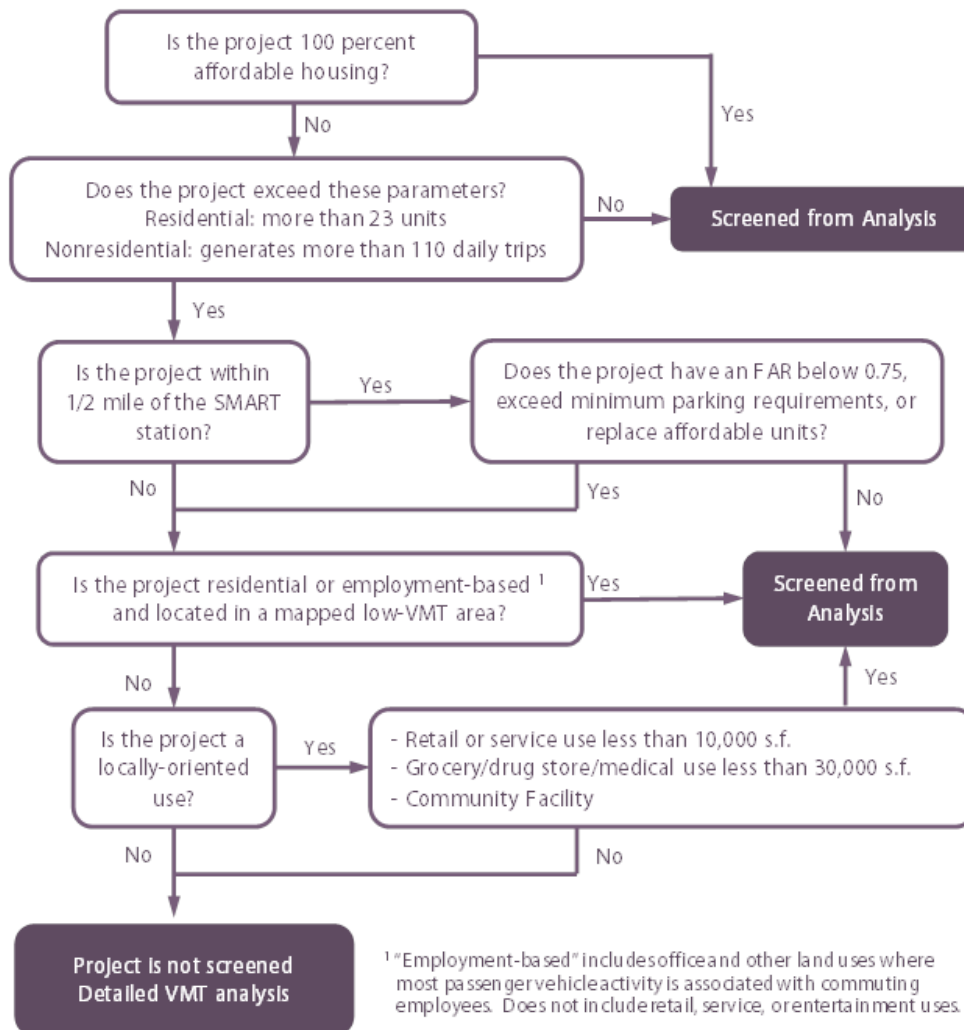 Is the project 100 percent
affordable housing?
Yes
No
Does the project exceed these parameters?
Residential: more than 23 units
Nonresidential: generates more than 110 daily trips
No
Screened from Analysis
Yes
Is the project within
1/2 mile of the SMART
station?
Yes
Does the project have an FAR below 0.75,
exceed minimum parking requirements, or
replace affordable units?
No
Yes
No
Is the project residential or employment-based 1
and located in a mapped low-VMT area?
Yes
Screened from
Analysis
No
Yes
Is the project a
locally-oriented
use?
Yes
- Retail or service use less than 10,000 s.f.
- Grocery/drug store/medical use less than 30,000 s.f.
- Community Facility
No
No
Project is not screened
Detailed VMT analysis
1 "Employment-based" includes office and other land uses where
most passenger vehicle activity is associated with commuting
employees. Does not include retail, service, or entertainment uses.